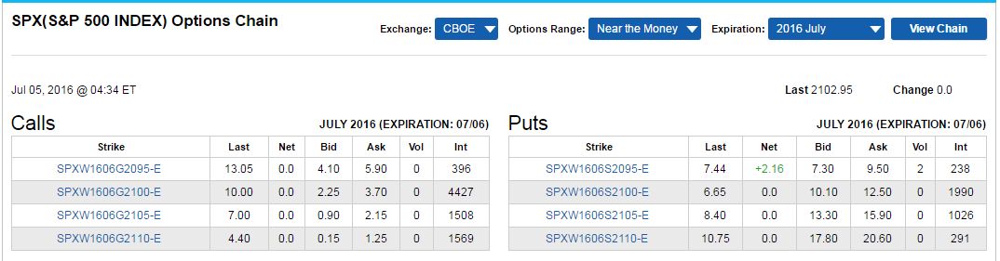 SPX(S&P 500 INDEX) Options Chain
Exchange: CBOE Options Range: Near the Money Expiration: 2016 July View Chain
Jul 05, 2016 @ 04:34 ET Last 2102.95 Change 0.0
Calls JULY 2016 (EXPIRATION: 07/06)
Strike Last Net Bid Ask Vol Int
SPXW1606G2095-E 13.05 0.0 4.10 5.90 0 396
SPXW1606G2100-E 10.00 0.0 2.25 3.70 0 4427
SPXW1606G2105-E 7.00 0.0 0.90 2.15 0 1508
SPXW1606G2110-E 4.40 0.0 0.15 1.25 0 1569
Puts JULY 2016 (EXPIRATION: 07/06)
Strike Last Net Bid Ask Vol Int
SPXW1606S2095-E 7.44 +2.16 7.30 9.50 2 238
SPXW1606S2100-E 6.65 0.0 10.10 12.50 0 1990
SPXW1606S2105-E 8.40 0.0 13.30 15.90 0 1026
SPXW1606S2110-E 10.75 0.0 17.80 20.60 0 291